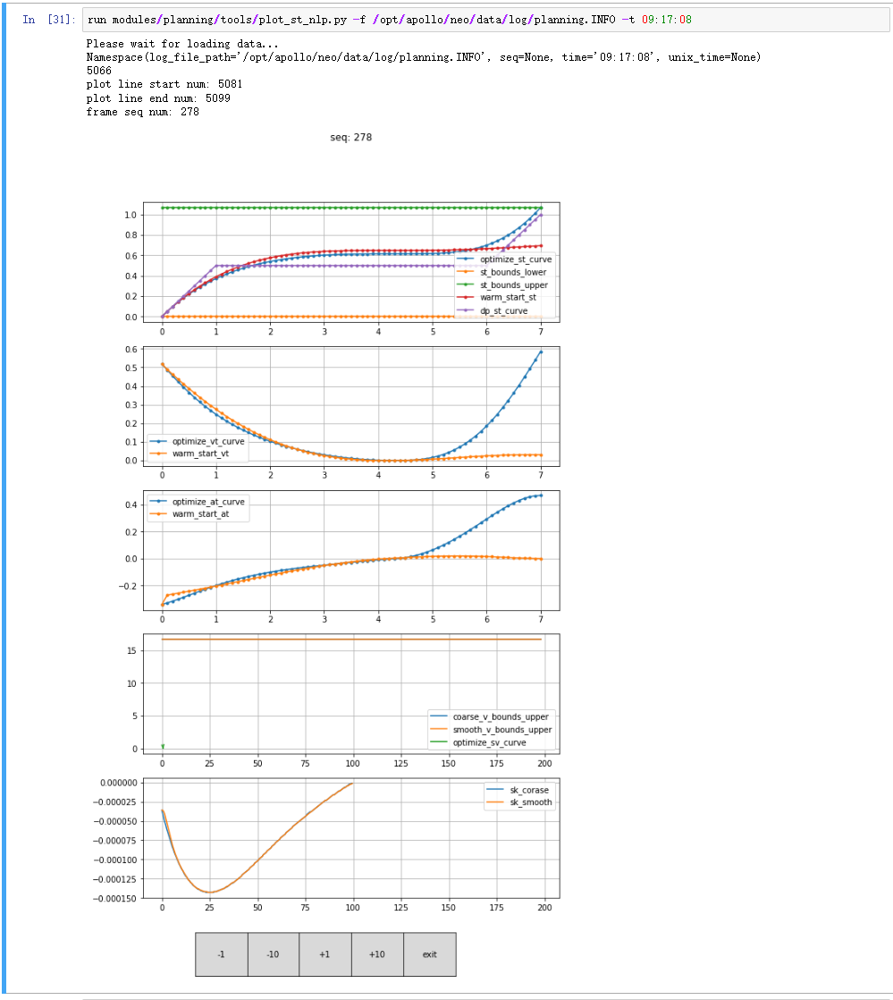 In [31]: run modules/planning/tools/plot_st_nlp.py -f /opt/apollo/neo/data/log/planning.INFO -t 09:17:08
Please wait for loading data...
Namespace(log_file_path='/opt/apollo/neo/data/log/planning.INFO', seq=None, time='09:17:08', unix_time=None)
5066
plot line start num: 5081
plot line end num: 5099
frame seq num: 278
seq: 278
1.0
0.8
0.6
0.4
0.2
0.0
optimize_st_curve
st_bounds_lower
st_bounds_upper
warm_start_st
dp_st_curve
0 1 2 3 4 5 6 7
0.6
0.5
0.4
0.3
0.2
0.1
0.0
optimize_vt_curve
warm_start_vt
0 1 2 3 4 5 6 7
optimize_at_curve
warm_start_at
0.4
0.2
0.0
−0.2
0 1 2 3 4 5 6 7
15
10
5
0
coarse_v_bounds_upper
smooth_v_bounds_upper
optimize_sv_curve
0 25 50 75 100 125 150 175 200
0.000000
−0.000025
−0.000050
−0.000075
−0.000100
−0.000125
−0.000150
sk_corase
sk_smooth
0 25 50 75 100 125 150 175 200
-1 -10 +1 +10 exit